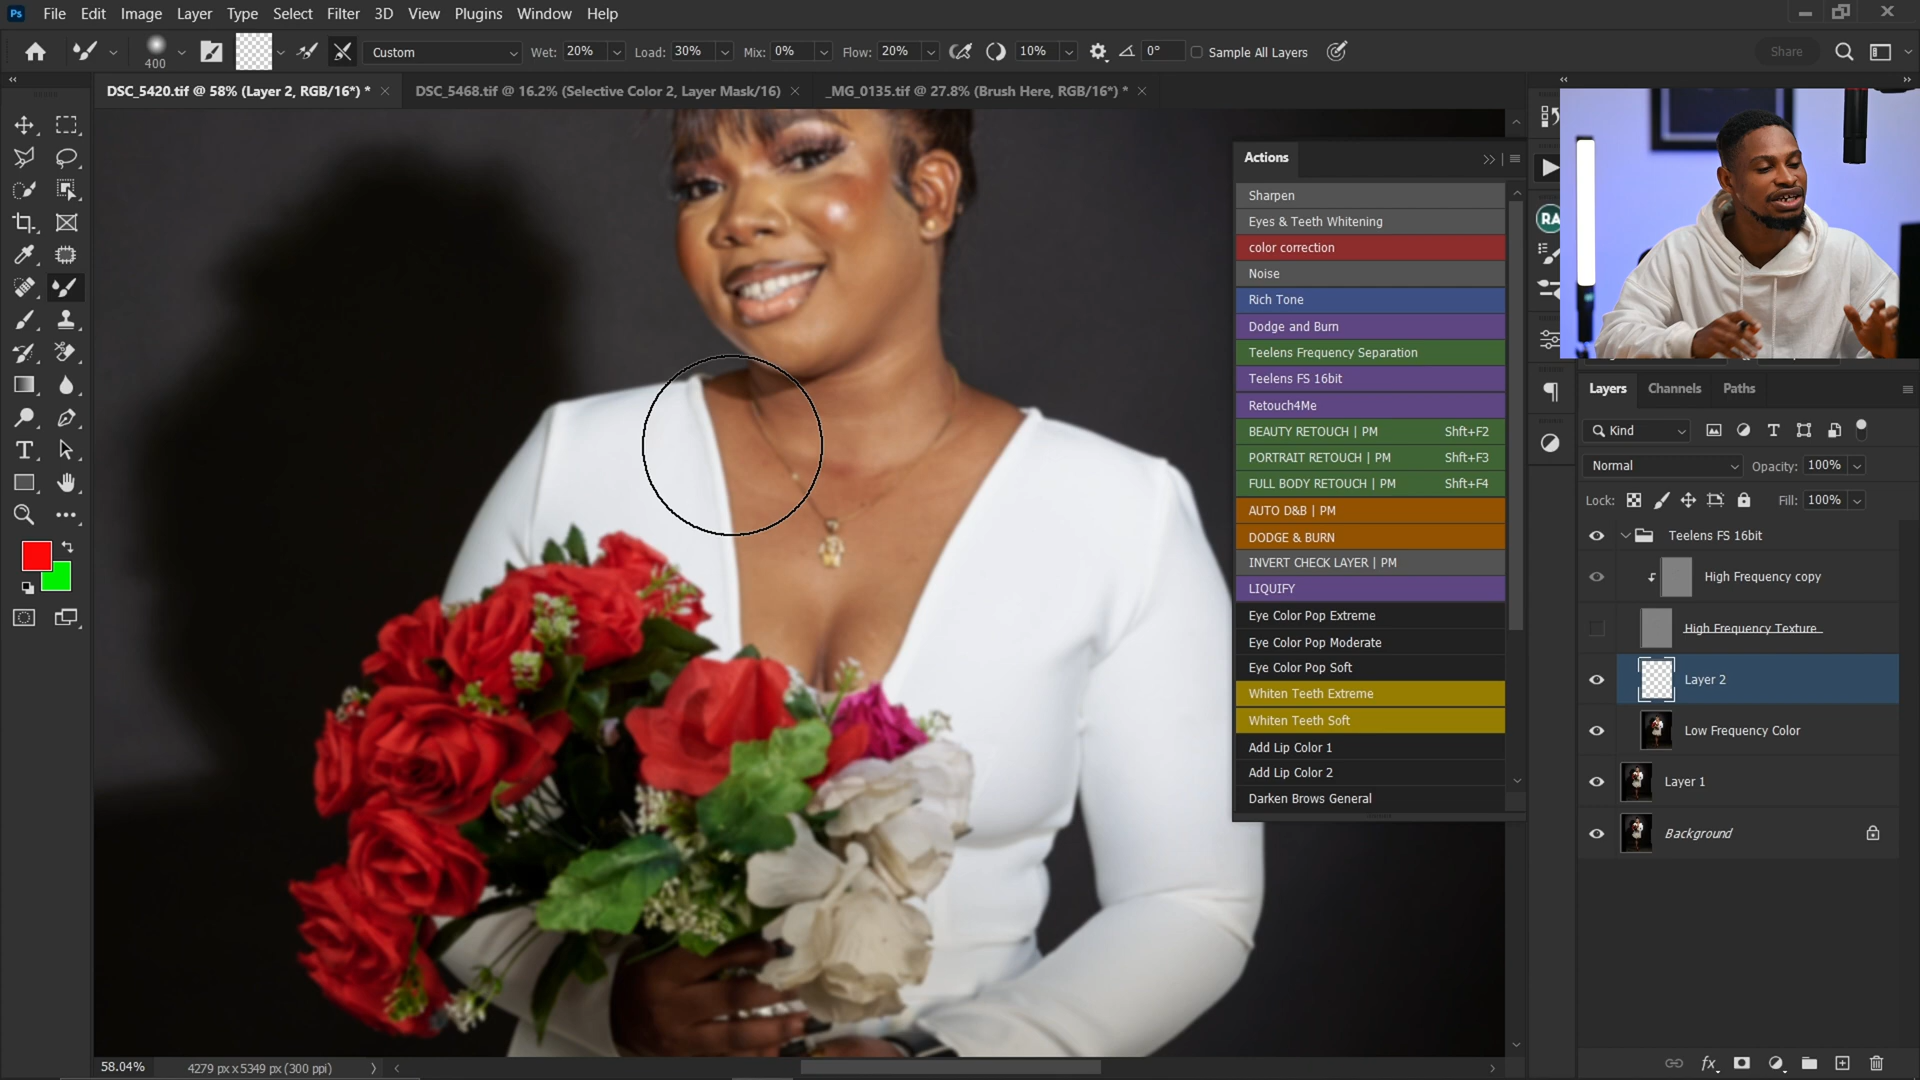 Ps File Edit Image Layer Type Select Filter 3D View Plugins Window Help
400 Custom Wet: 20% Load: 30% Mix: 0% Flow: 20% 10% 0° Sample All Layers Share
DSC_5420.tif @ 58% (Layer 2, RGB/16*) * DSC_5468.tif @ 16.2% (Selective Color 2, Layer Mask/16) _MG_0135.tif @ 27.8% (Brush Here, RGB/16*) *
Actions
Sharpen
Eyes & Teeth Whitening
color correction
Noise
Rich Tone
Dodge and Burn
Teelens Frequency Separation
Teelens FS 16bit
Retouch4Me
BEAUTY RETOUCH | PM Shft+F2
PORTRAIT RETOUCH | PM Shft+F3
FULL BODY RETOUCH | PM Shft+F4
AUTO D&B | PM
DODGE & BURN
INVERT CHECK LAYER | PM
LIQUIFY
Eye Color Pop Extreme
Eye Color Pop Moderate
Eye Color Pop Soft
Whiten Teeth Extreme
Whiten Teeth Soft
Add Lip Color 1
Add Lip Color 2
Darken Brows General
RA
Layers Channels Paths
Kind
Normal Opacity: 100%
Lock: Fill: 100%
Teelens FS 16bit
High Frequency copy
High Frequency Texture
Layer 2
Low Frequency Color
Layer 1
Background
fx
58.04% 4279 px x 5349 px (300 ppi)